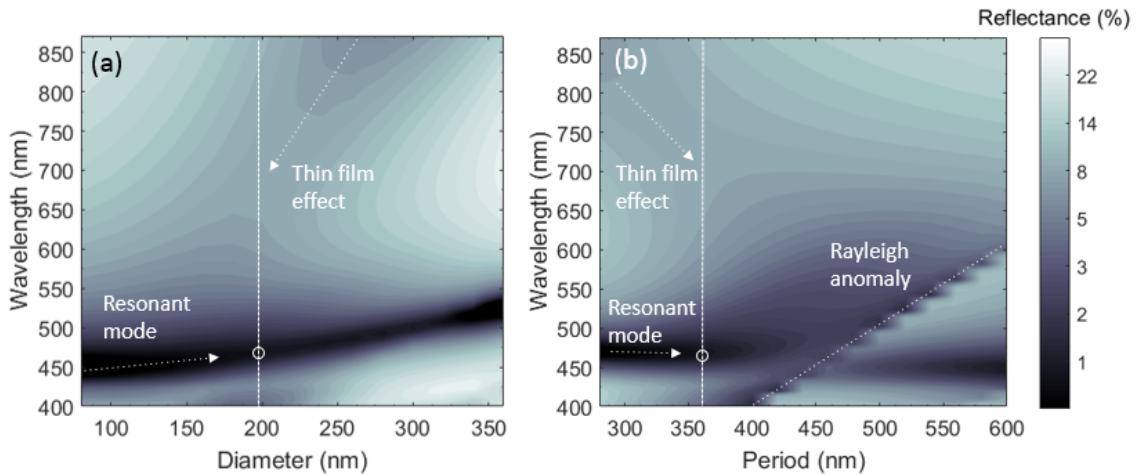 Reflectance (%)
(a)
850
800
750
700
650
600
550
500
450
400
Wavelength (nm)
Thin film
effect
Resonant
mode
100
150
200
250
300
350
Diameter (nm)
(b)
850
800
750
700
650
600
550
500
450
400
Wavelength (nm)
Thin film
effect
Rayleigh
anomaly
Resonant
mode
300
350
400
450
500
550
600
Period (nm)
22
14
8
5
3
2
1